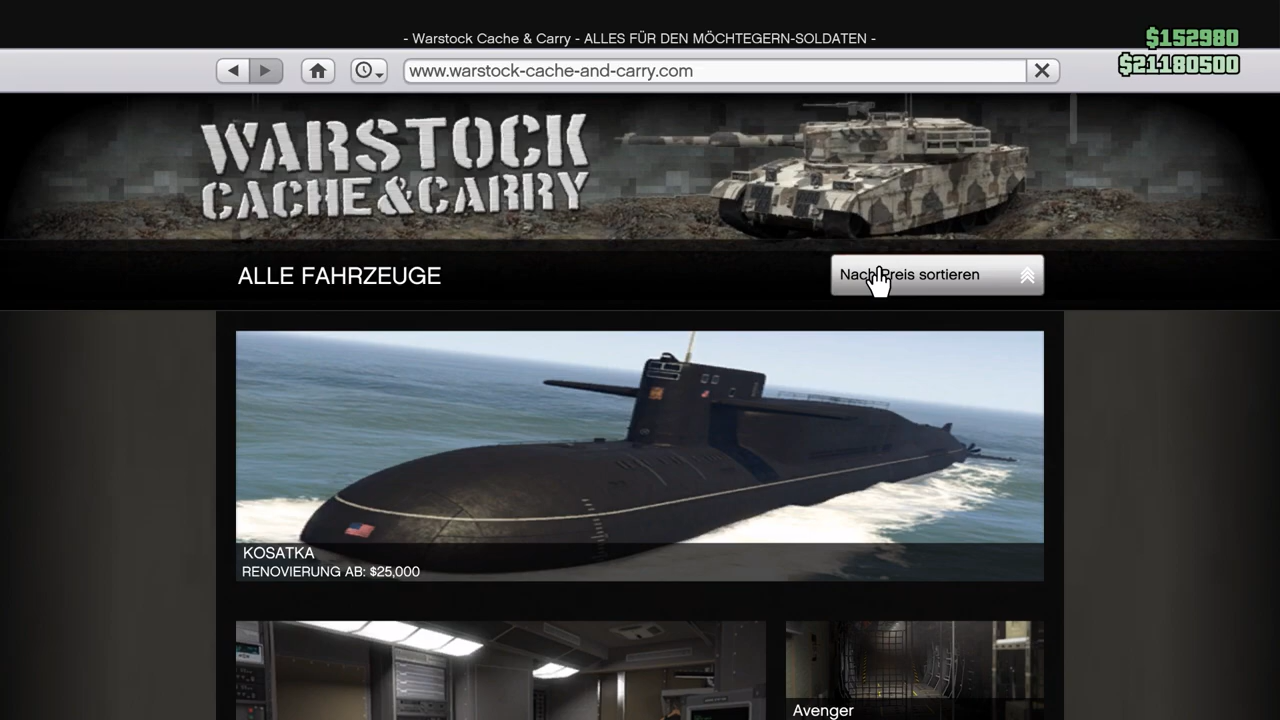 - Warstock Cache & Carry - ALLES FÜR DEN MÖCHTEGERN-SOLDATEN -
$152980
$21180500
www.warstock-cache-and-carry.com
WARSTOCK
CACHE&CARRY
ALLE FAHRZEUGE
Nach Preis sortieren
KOSATKA
RENOVIERUNG AB: $25,000
Avenger